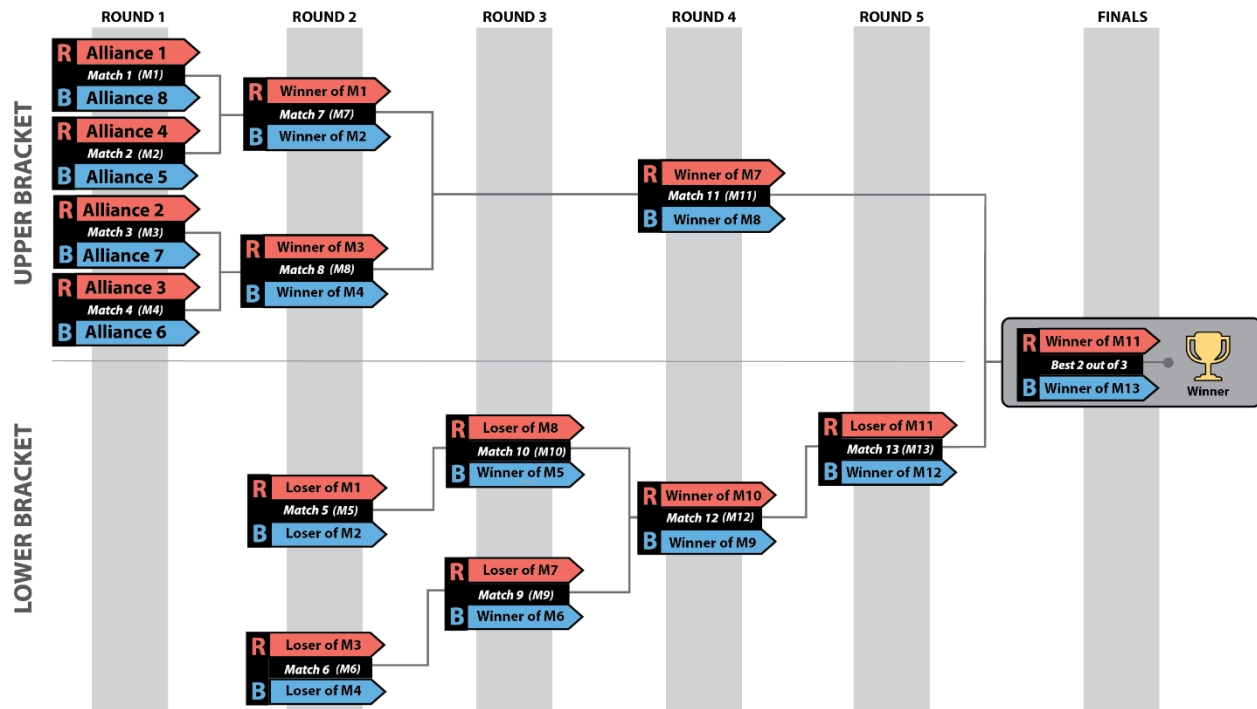 ROUND 1
ROUND 2
ROUND 3
ROUND 4
ROUND 5
FINALS
UPPER BRACKET
R Alliance 1
Match 1 (M1)
B Alliance 8
R Alliance 4
Match 2 (M2)
B Alliance 5
R Alliance 2
Match 3 (M3)
B Alliance 7
R Alliance 3
Match 4 (M4)
B Alliance 6
R Winner of M1
Match 7 (M7)
B Winner of M2
R Winner of M3
Match 8 (M8)
B Winner of M4
R Winner of M7
Match 11 (M11)
B Winner of M8
R Winner of M11
Best 2 out of 3
B Winner of M13
Winner
LOWER BRACKET
R Loser of M1
Match 5 (M5)
B Loser of M2
R Loser of M3
Match 6 (M6)
B Loser of M4
R Loser of M8
Match 10 (M10)
B Winner of M5
R Loser of M7
Match 9 (M9)
B Winner of M6
R Winner of M10
Match 12 (M12)
B Winner of M9
R Loser of M11
Match 13 (M13)
B Winner of M12